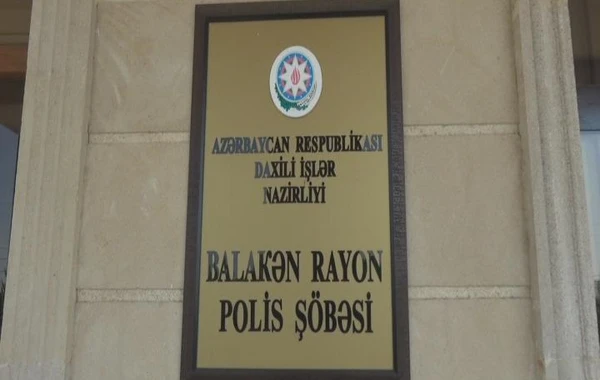 AZƏRBAYCAN RESPUBLİKASI
DAXİLİ İŞLƏR
NAZİRLİYİ
BALAKƏN RAYON
POLİS ŞÖBƏSİ